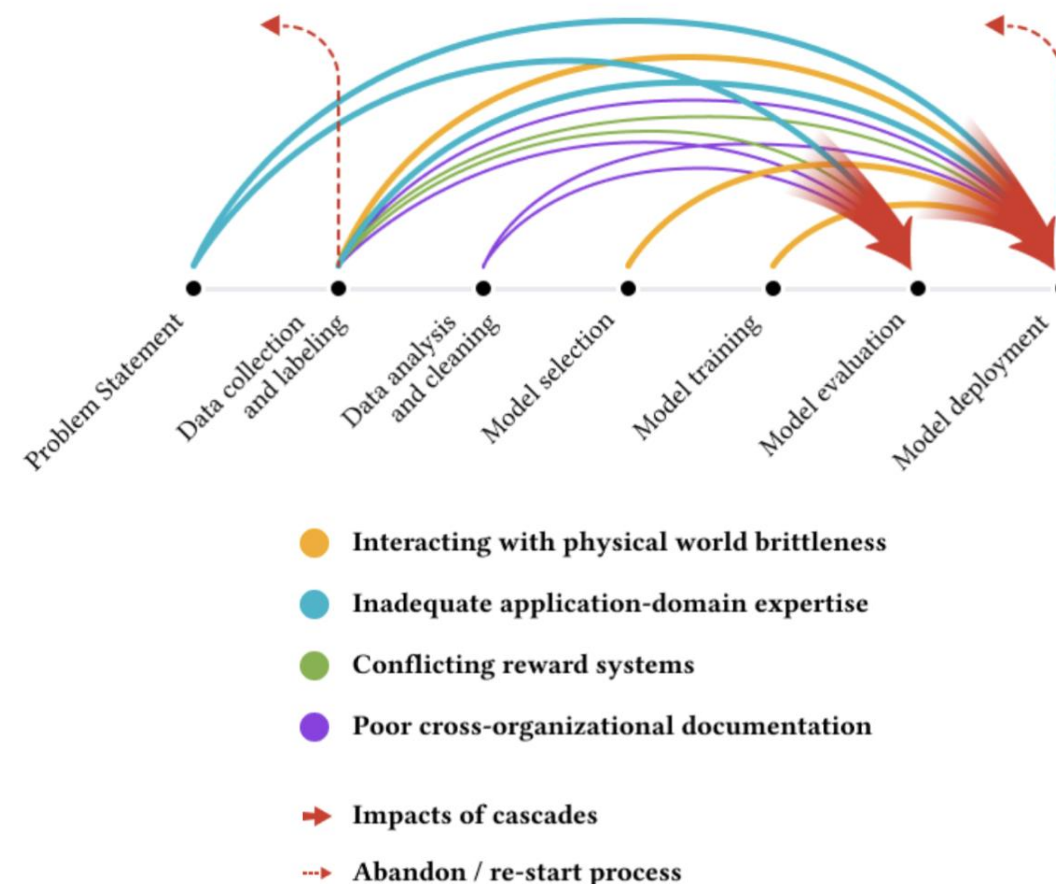 Problem Statement
Data collection
and labeling
Data analysis
and cleaning
Model selection
Model training
Model evaluation
Model deployment
Interacting with physical world brittleness
Inadequate application-domain expertise
Conflicting reward systems
Poor cross-organizational documentation
Impacts of cascades
Abandon / re-start process